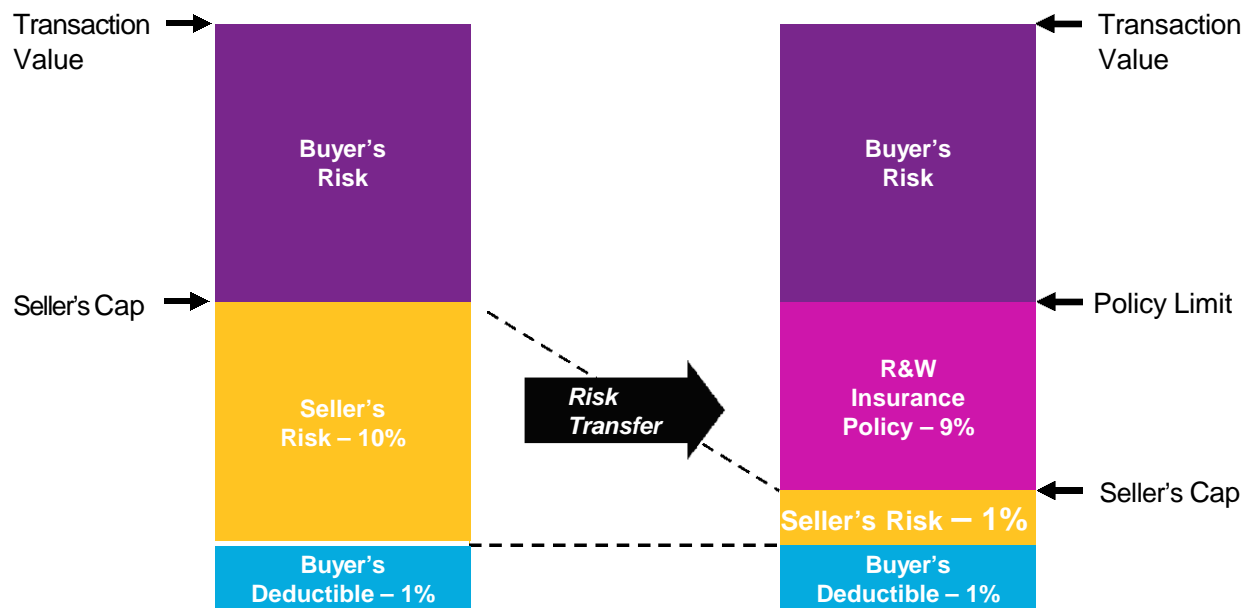 Transaction
Value
Buyer's
Risk
Seller's Cap
Seller's
Risk – 10%
Buyer's
Deductible – 1%
Risk
Transfer
Transaction
Value
Buyer's
Risk
Policy Limit
R&W
Insurance
Policy – 9%
Seller's Cap
Seller's Risk – 1%
Buyer's
Deductible – 1%